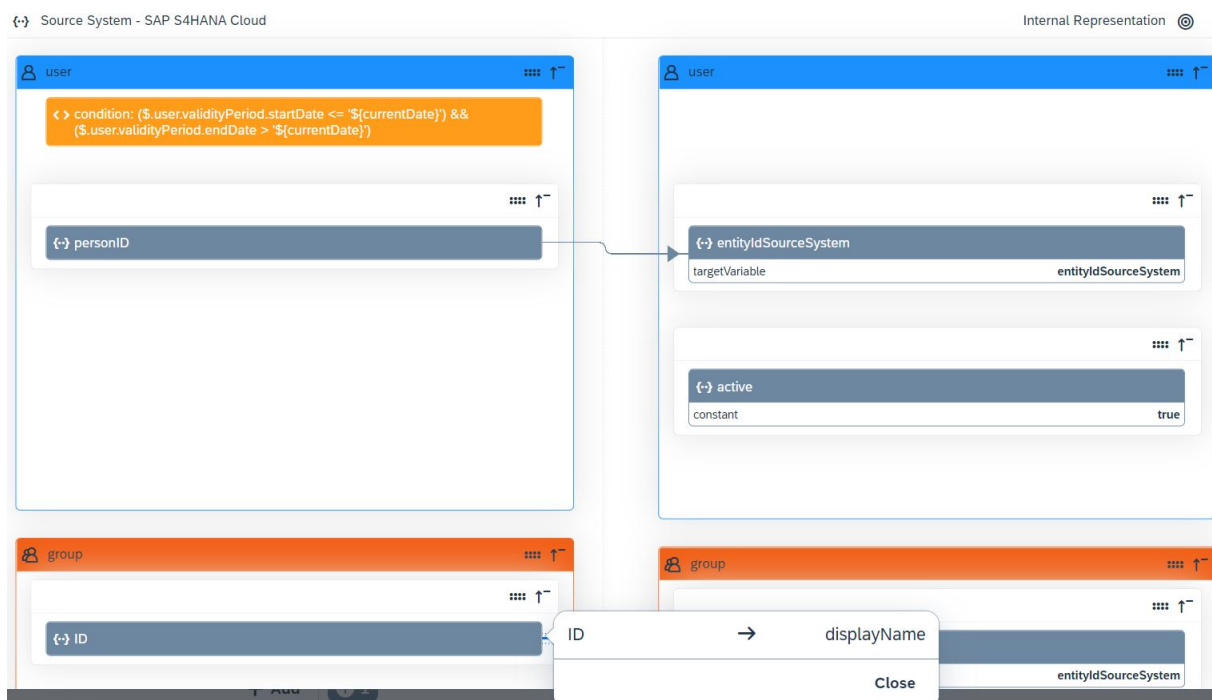 Source System - SAP S4HANA Cloud
Internal Representation
user
user
condition: ($.user.validityPeriod.startDate <= '${currentDate}') &&
($.user.validityPeriod.endDate > '${currentDate}')
personID
entityIdSourceSystem
targetVariable entityIdSourceSystem
active
constant true
group
group
ID
ID → displayName
entityIdSourceSystem
Close